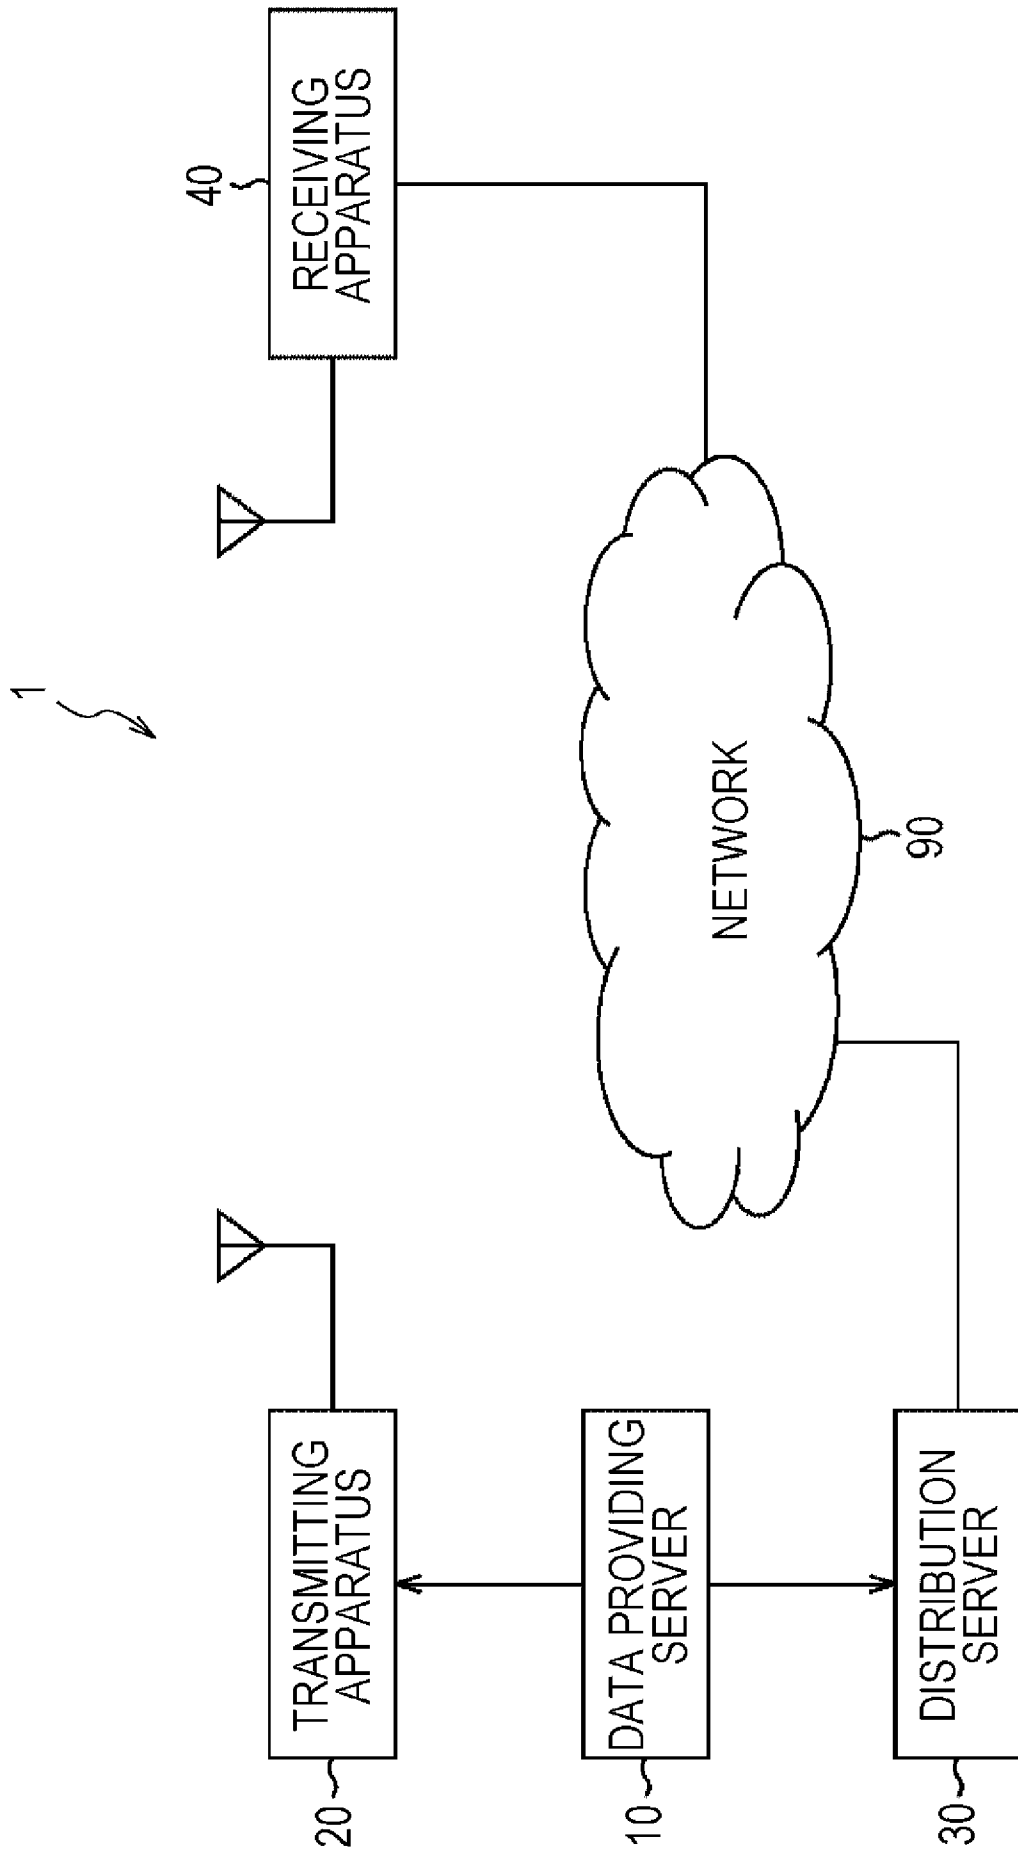 1
20
TRANSMITTING
APPARATUS
40
RECEIVING
APPARATUS
10
DATA PROVIDING
SERVER
NETWORK
90
30
DISTRIBUTION
SERVER